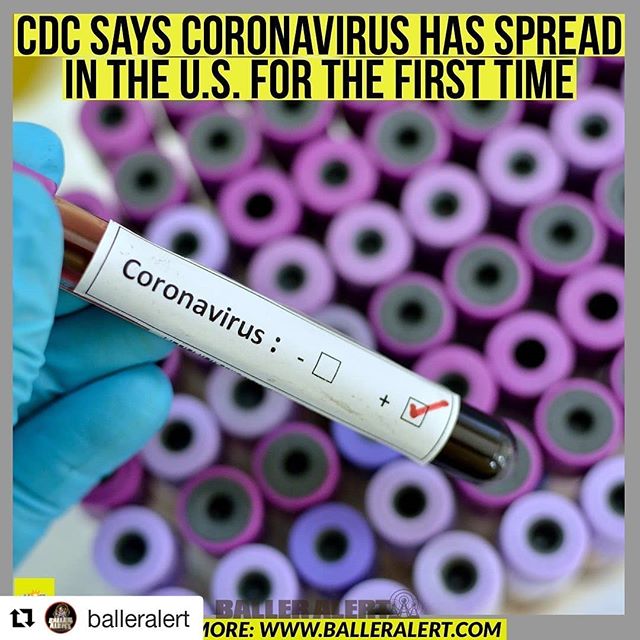 CDC SAYS CORONAVIRUS HAS SPREAD
IN THE U.S. FOR THE FIRST TIME
Coronavirus : - +
BALLER ALERT
balleralert
MORE: WWW.BALLERALERT.COM